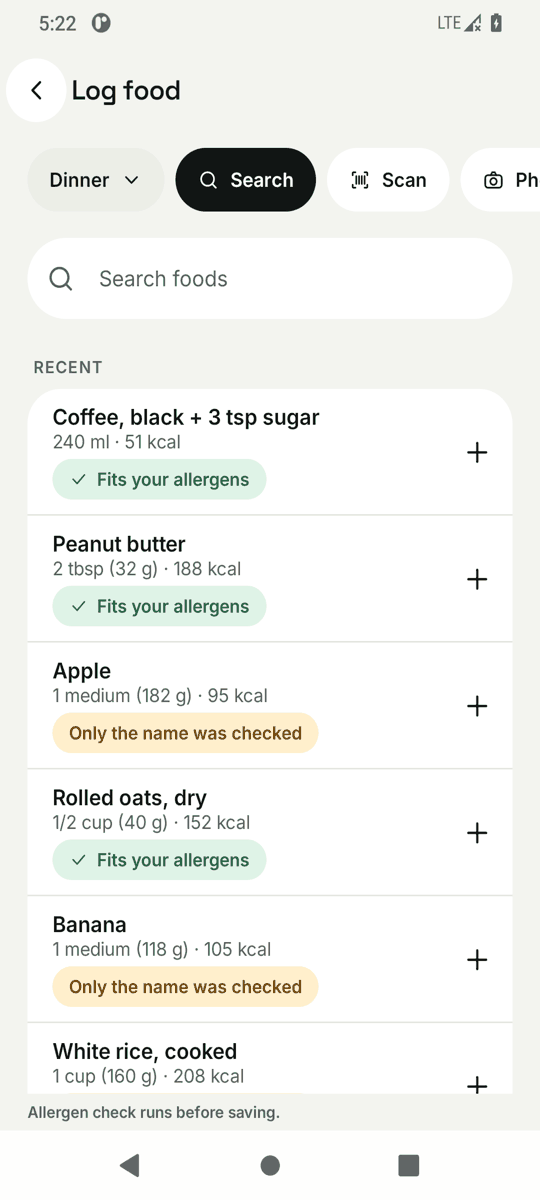 5:22
LTE
Log food
Dinner
Search
Scan
Ph
Search foods
RECENT
Coffee, black + 3 tsp sugar
240 ml · 51 kcal
Fits your allergens
Peanut butter
2 tbsp (32 g) · 188 kcal
Fits your allergens
Apple
1 medium (182 g) · 95 kcal
Only the name was checked
Rolled oats, dry
1/2 cup (40 g) · 152 kcal
Fits your allergens
Banana
1 medium (118 g) · 105 kcal
Only the name was checked
White rice, cooked
1 cup (160 g) · 208 kcal
Allergen check runs before saving.